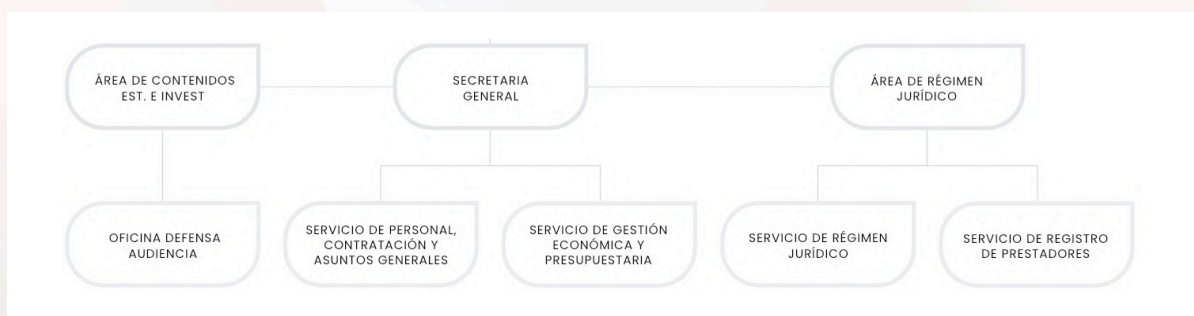 ÁREA DE CONTENIDOS
EST. E INVEST
SECRETARIA
GENERAL
ÁREA DE RÉGIMEN
JURÍDICO
OFICINA DEFENSA
AUDIENCIA
SERVICIO DE PERSONAL,
CONTRATACIÓN Y
ASUNTOS GENERALES
SERVICIO DE GESTIÓN
ECONÓMICA Y
PRESUPUESTARIA
SERVICIO DE RÉGIMEN
JURÍDICO
SERVICIO DE REGISTRO
DE PRESTADORES